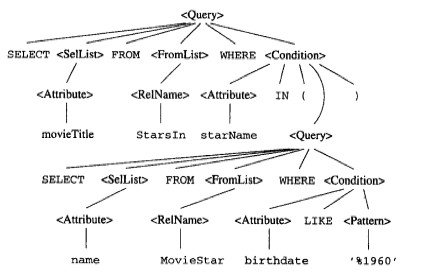 <Query>
SELECT <SelList> FROM <FromList> WHERE <Condition>
<Attribute> <RelName> <Attribute> IN ( )
movieTitle StarsIn starName <Query>
SELECT <SelList> FROM <FromList> WHERE <Condition>
<Attribute> <RelName> <Attribute> LIKE <Pattern>
name MovieStar birthdate '%1960'